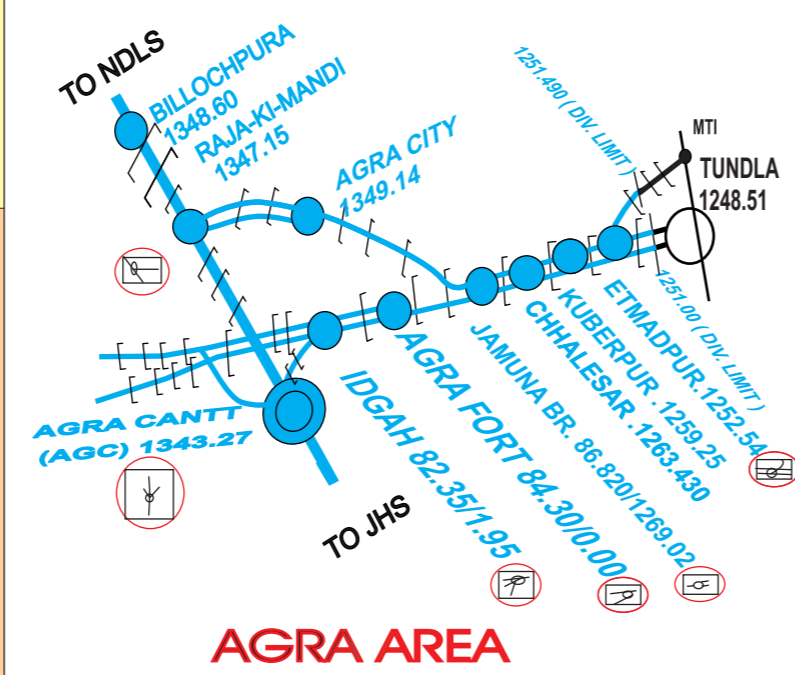 TO NDLS
BILLOCHPURA
1348.60
RAJA-KI-MANDI
1347.15
AGRA CITY
1349.14
1251.490 ( DIV. LIMIT )
MTI
TUNDLA
1248.51
1251.00 ( DIV. LIMIT )
ETMADPUR.1252.54
KUBERPUR .1259.25
CHHALESAR .1263.430
JAMUNA BR. 86.820/1269.02
AGRA FORT 84.30/0.00
IDGAH 82.35/1.95
AGRA CANTT
(AGC) 1343.27
TO JHS
AGRA AREA